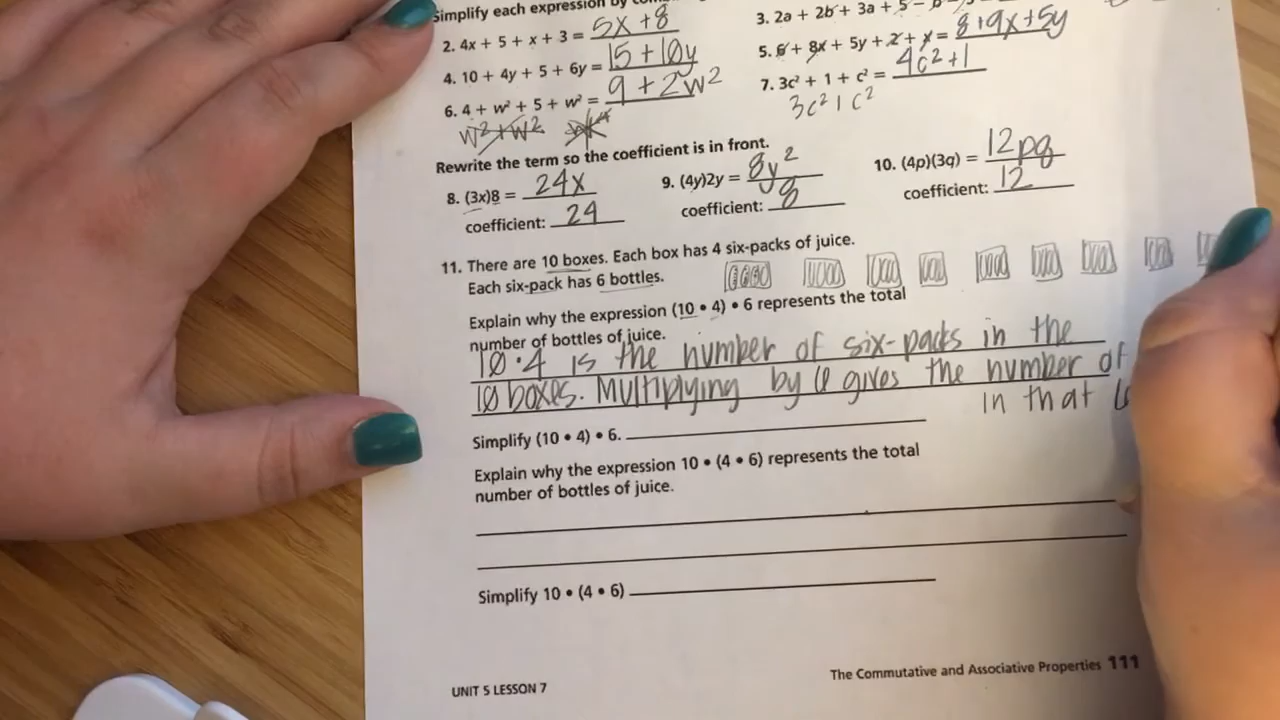 Simplify each expression by
2. 4x + 5 + x + 3 = 5x + 8
3. 2a + 2b + 3a + 5 –
4. 10 + 4y + 5 + 6y = 15 + 10y
5. 6 + 8x + 5y + 2 + x = 8 + 9x + 5y
6. 4 + w² + 5 + w² = 9 + 2w²
7. 3c² + 1 + c² = 4c² + 1
w² + w²
3c² 1 c²
Rewrite the term so the coefficient is in front.
8. (3x)8 = 24x
coefficient: 24
9. (4y)2y = 8y²
coefficient: 8
10. (4p)(3q) = 12pq
coefficient: 12
11. There are 10 boxes. Each box has 4 six-packs of juice.
Each six-pack has 6 bottles.
Explain why the expression (10 • 4) • 6 represents the total
number of bottles of juice.
10 · 4 is the number of six-packs in the
10 boxes. Multiplying by 6 gives the number of
in that
Simplify (10 • 4) • 6.
Explain why the expression 10 • (4 • 6) represents the total
number of bottles of juice.
Simplify 10 • (4 • 6)
UNIT 5 LESSON 7
The Commutative and Associative Properties 111